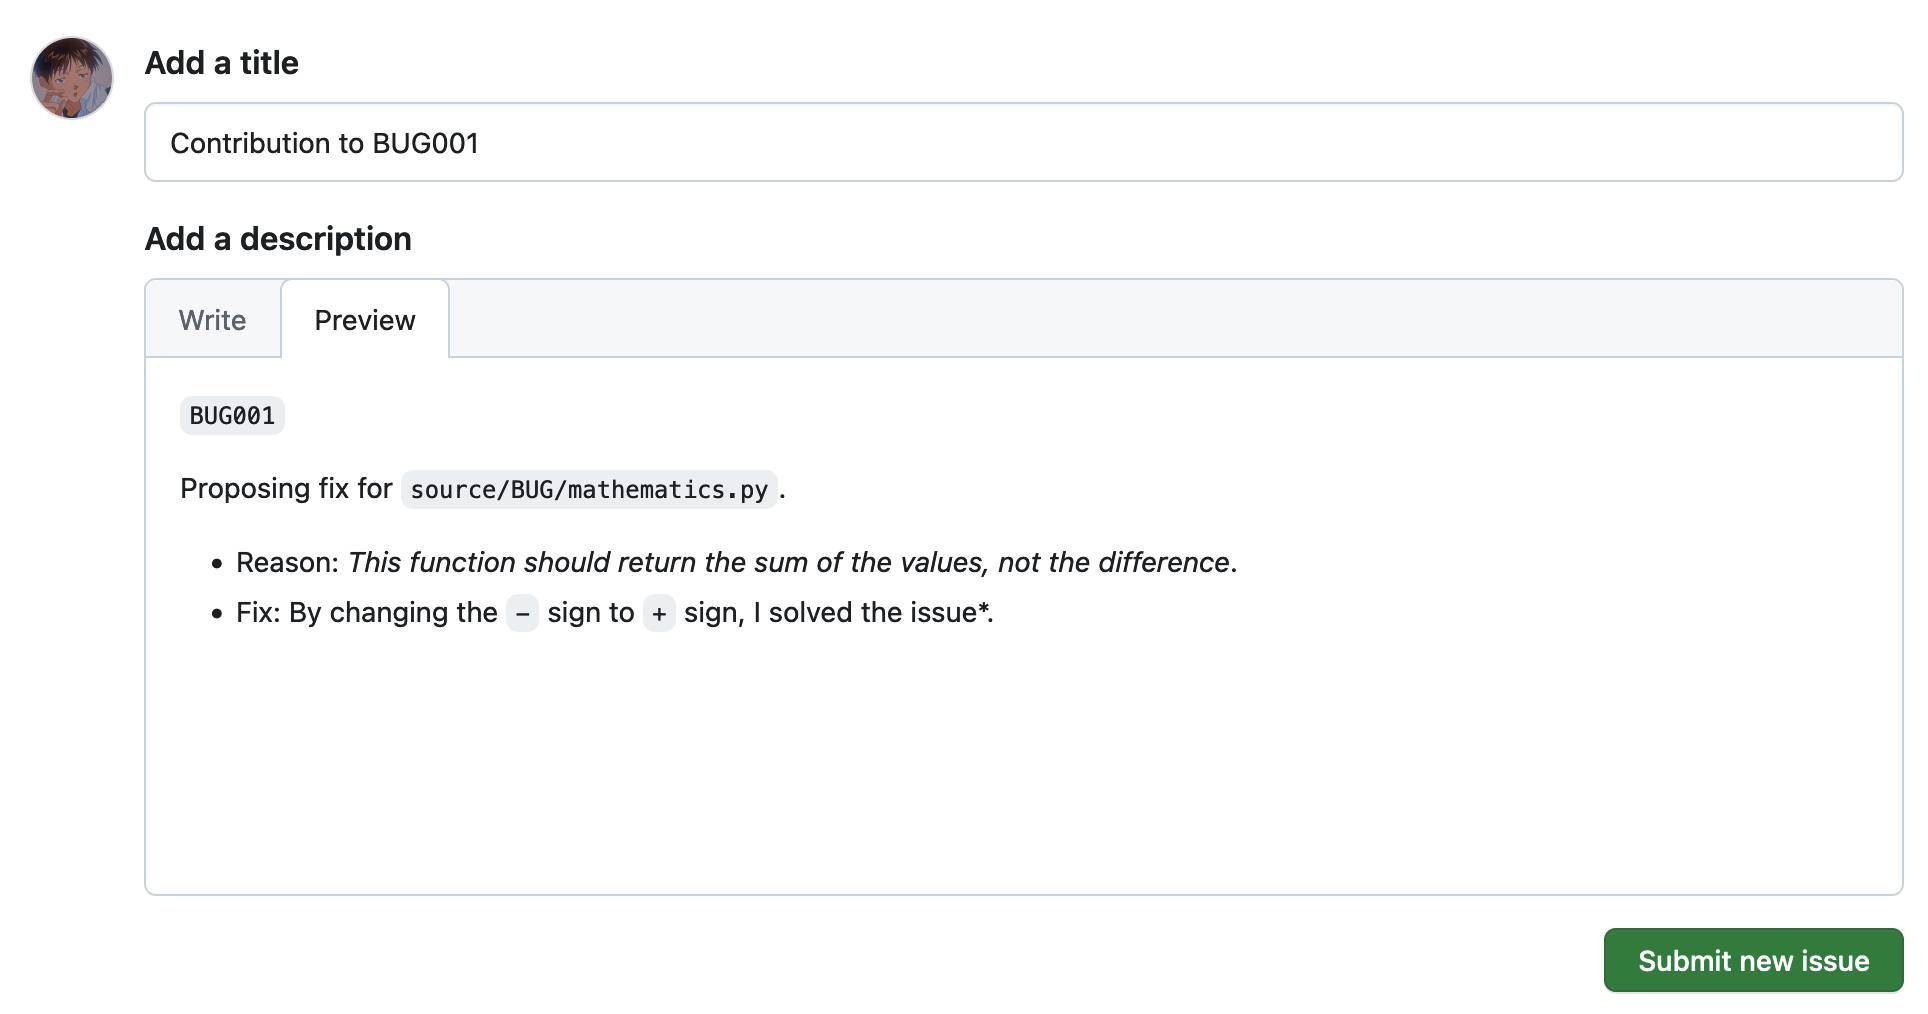 Add a title
Contribution to BUG001
Add a description
Write
Preview
BUG001
Proposing fix for source/BUG/mathematics.py.
• Reason: This function should return the sum of the values, not the difference.
• Fix: By changing the - sign to + sign, I solved the issue*.
Submit new issue